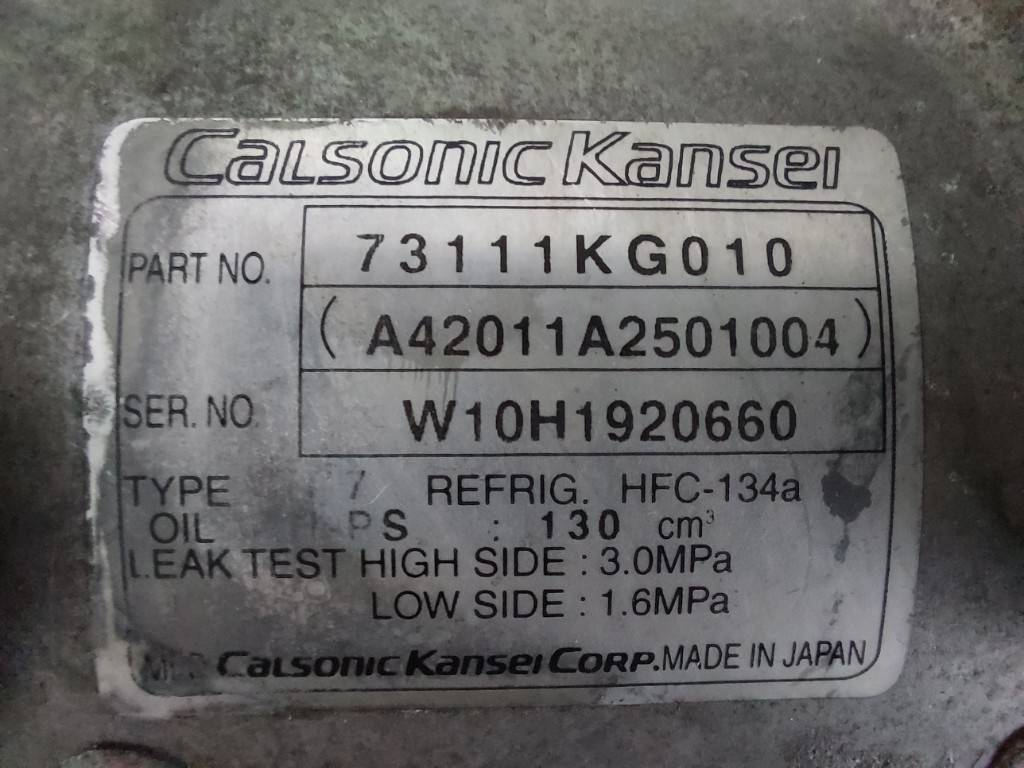 Calsonic Kansei
PART NO. 73111KG010
(A42011A2501004)
SER. NO. W10H1920660
TYPE REFRIG. HFC-134a
OIL PS : 130 cm³
LEAK TEST HIGH SIDE : 3.0MPa
LOW SIDE : 1.6MPa
Calsonic Kansei Corp. MADE IN JAPAN